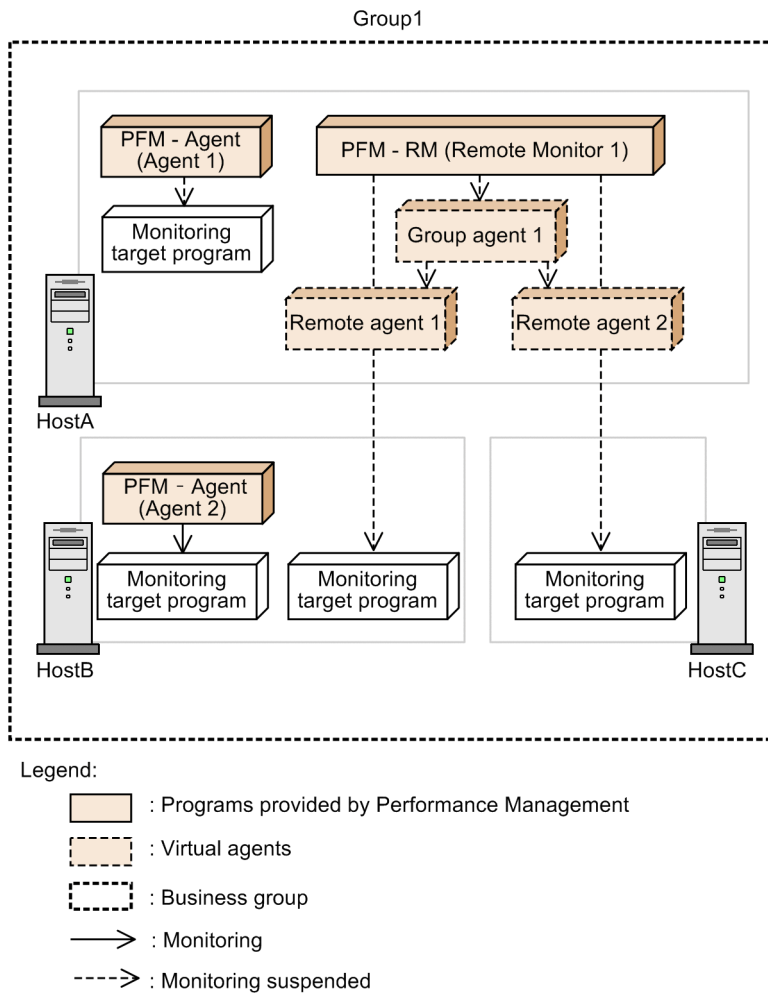 Group1
PFM - Agent
(Agent 1)
PFM - RM (Remote Monitor 1)
Monitoring
target program
Group agent 1
Remote agent 1
Remote agent 2
HostA
PFM - Agent
(Agent 2)
Monitoring
target program
Monitoring
target program
Monitoring
target program
HostB
HostC
Legend:
: Programs provided by Performance Management
: Virtual agents
: Business group
: Monitoring
: Monitoring suspended